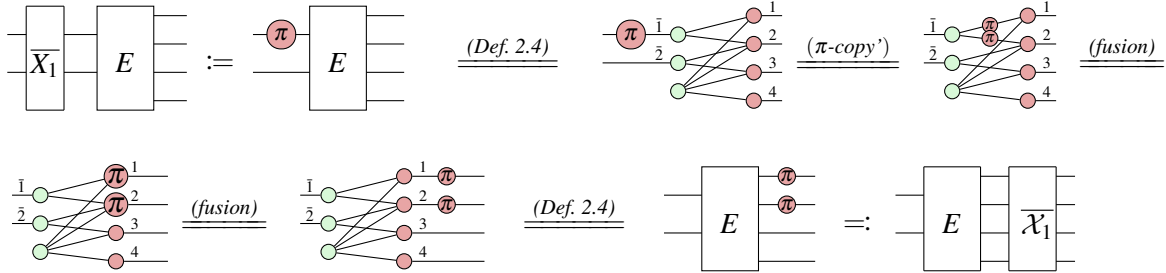 X̅₁ E := π E (Def. 2.4) π 1̄ 2̄ 1 2 3 4 (π-copy’) 1̄ 2̄ π π 1 2 3 4 (fusion)
1̄ 2̄ π π 1 2 3 4 (fusion) 1̄ 2̄ 1 2 3 4 π π (Def. 2.4) E π π =: E 𝒳̅₁